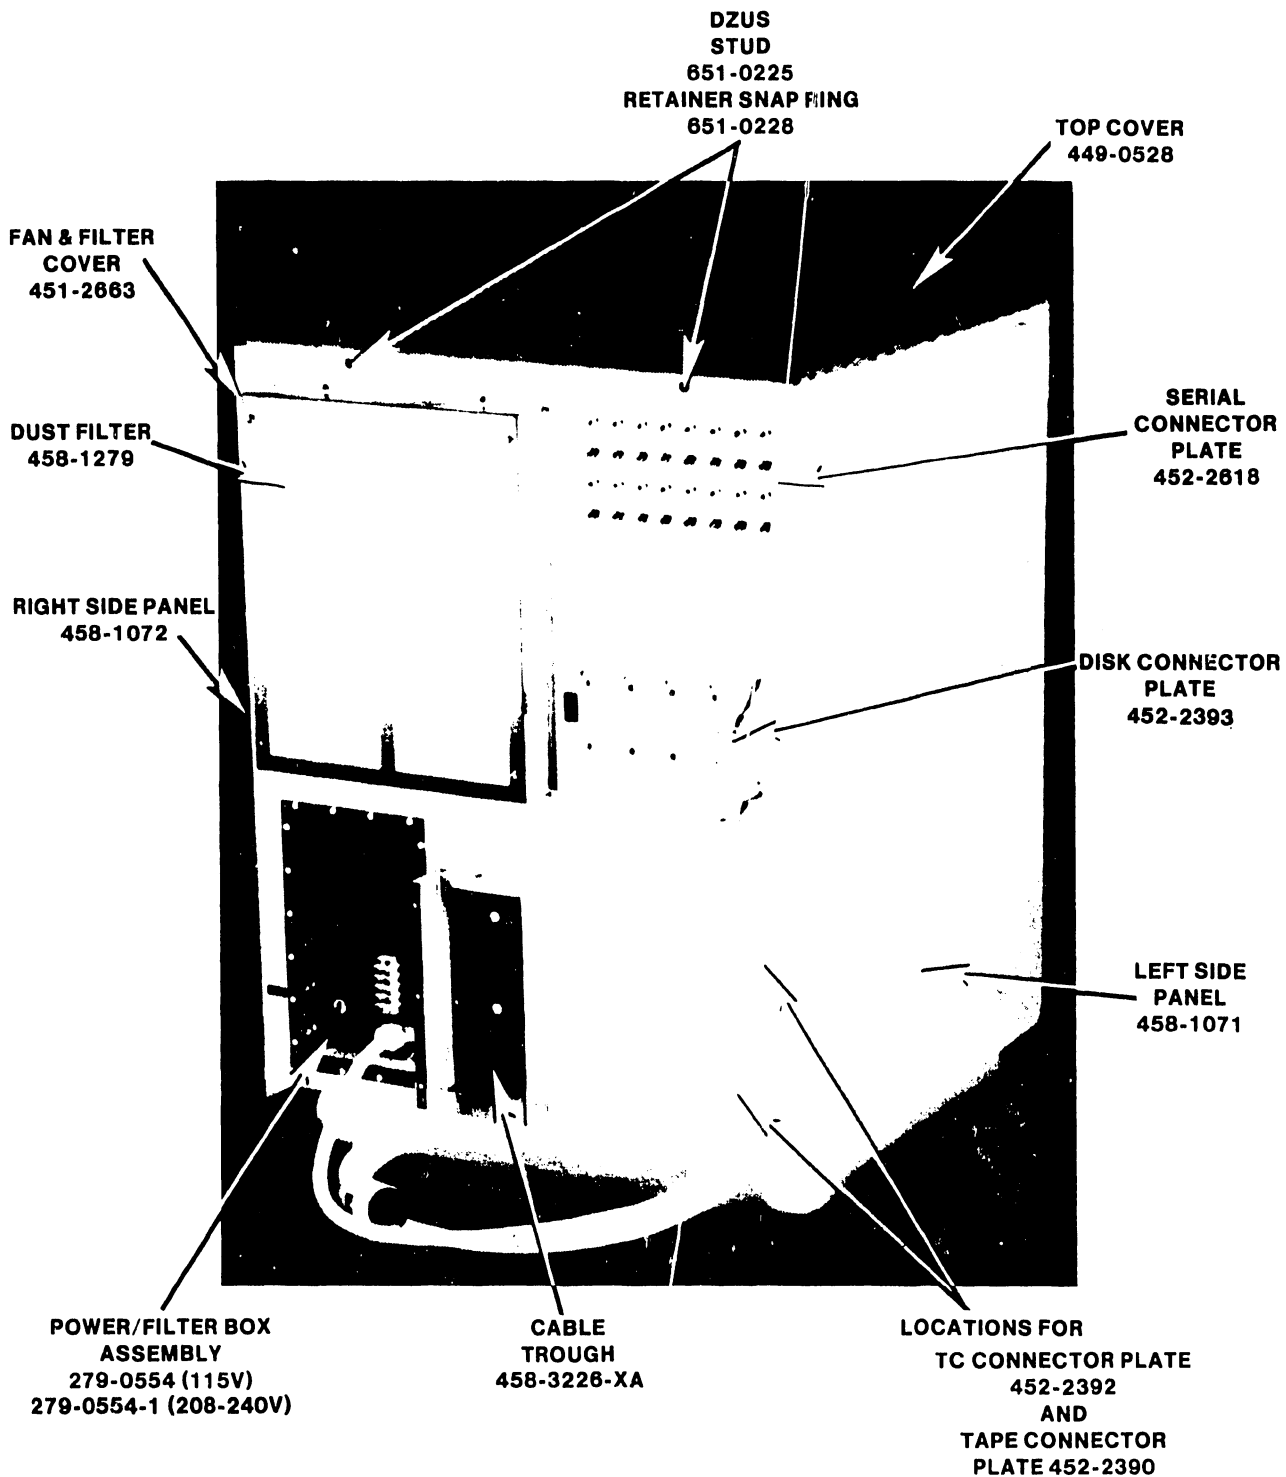 DZUS
STUD
651-0225
RETAINER SNAP RING
651-0228
TOP COVER
449-0528
FAN & FILTER
COVER
451-2663
DUST FILTER
458-1279
SERIAL
CONNECTOR
PLATE
452-2618
RIGHT SIDE PANEL
458-1072
DISK CONNECTOR
PLATE
452-2393
LEFT SIDE
PANEL
458-1071
POWER/FILTER BOX
ASSEMBLY
279-0554 (115V)
279-0554-1 (208-240V)
CABLE
TROUGH
458-3226-XA
LOCATIONS FOR
TC CONNECTOR PLATE
452-2392
AND
TAPE CONNECTOR
PLATE 452-2390